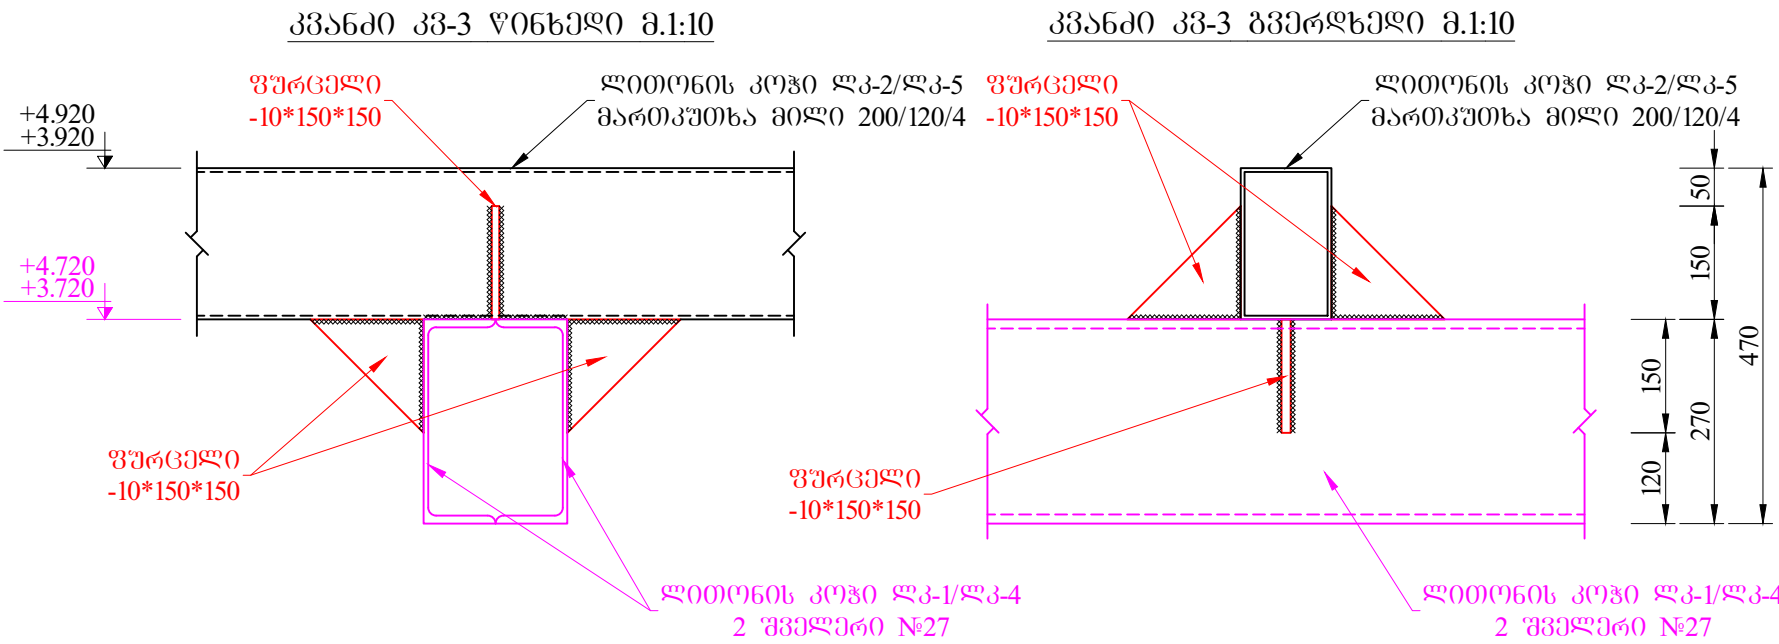 კვანძი კვ-3 წინხედი მ.1:10
ფურცელი
-10*150*150
ლითონის კოჭი ლკ-2/ლკ-5
მართკუთხა მილი 200/120/4
+4.920
+3.920
+4.720
+3.720
ფურცელი
-10*150*150
ლითონის კოჭი ლკ-1/ლკ-4
2 შველერი №27
კვანძი კვ-3 გვერდხედი მ.1:10
ფურცელი
-10*150*150
ლითონის კოჭი ლკ-2/ლკ-5
მართკუთხა მილი 200/120/4
50
150
470
150
270
120
ფურცელი
-10*150*150
ლითონის კოჭი ლკ-1/ლკ-4
2 შველერი №27